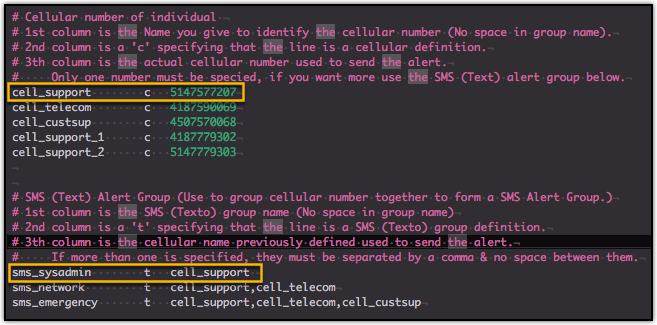 # Cellular number of individual
# 1st column is the Name you give to identify the cellular number (No space in group name).
# 2nd column is a 'c' specifying that the line is a cellular definition.
# 3th column is the actual cellular number used to send the alert.
#     Only one number must be specied, if you want more use the SMS (Text) alert group below.
cell_support        c   5147577207
cell_telecom        c   4187590069
cell_custsup        c   4507570068
cell_support_1      c   4187779302
cell_support_2      c   5147779303
# SMS (Text) Alert Group (Use to group cellular number together to form a SMS Alert Group.)
# 1st column is the SMS (Texto) group name (No space in group name)
# 2nd column is a 't' specifying that the line is a SMS (Texto) group definition.
# 3th column is the cellular name previously defined used to send the alert.
#     If more than one is specified, they must be separated by a comma & no space between them.
sms_sysadmin        t   cell_support
sms_network         t   cell_support,cell_telecom
sms_emergency       t   cell_support,cell_telecom,cell_custsup